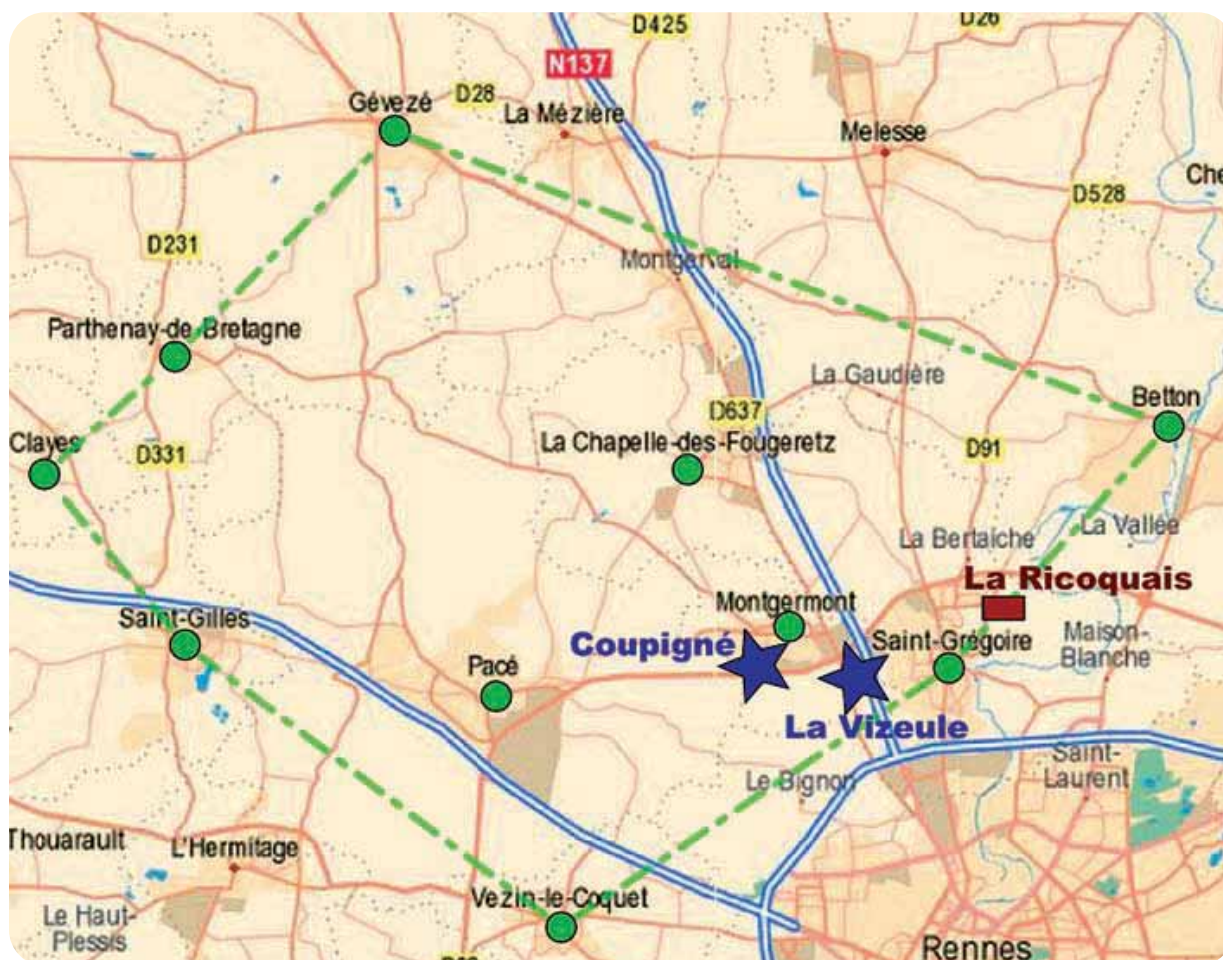 D425
D26
N137
Gévezé
D28
La Mézière
Melesse
D528
D231
Montgerval
Parthenay-de-Bretagne
La Gaudière
Betton
D637
Clayes
D331
La Chapelle-des-Fougeretz
D91
La Vallée
La Bertaiche
La Ricoquais
Montgermont
Saint-Gilles
Coupigné
Saint-Grégoire
Maison-
Blanche
Pacé
La Vizeule
Le Bignon
Saint-
Laurent
Thouarault
L'Hermitage
Vezin-le-Coquet
Le Haut-
Plessis
Rennes